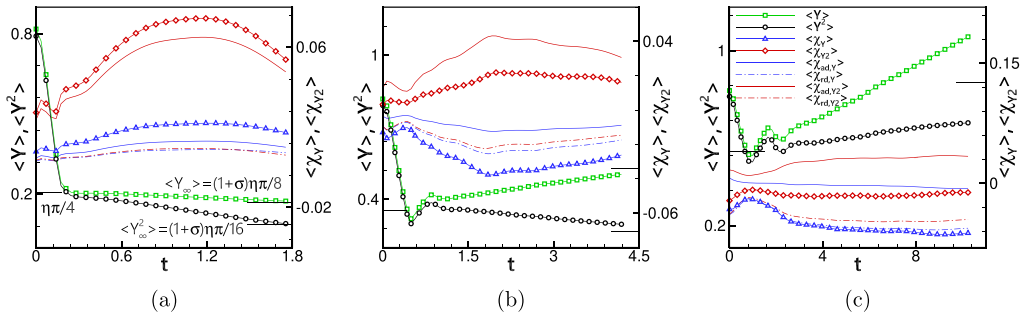 0.8
0.2
<Y>,<Y²>
0.06
-0.02
<χY>,<χY2>
ηπ/4
<Y∞>=(1+σ)ηπ/8
<Y²∞>=(1+σ)ηπ/16
0 0.6 1.2 1.8
t
(a)
1
0.4
<Y>,<Y²>
0.04
-0.06
<χY>,<χY2>
0 1.5 3 4.5
t
(b)
1
0.2
<Y>,<Y²>
<Y>
<Y²>
<χY>
<χY2>
<χad,Y>
<χrd,Y>
<χad,Y2>
<χrd,Y2>
0.15
0
<χY>,<χY2>
0 4 8
t
(c)